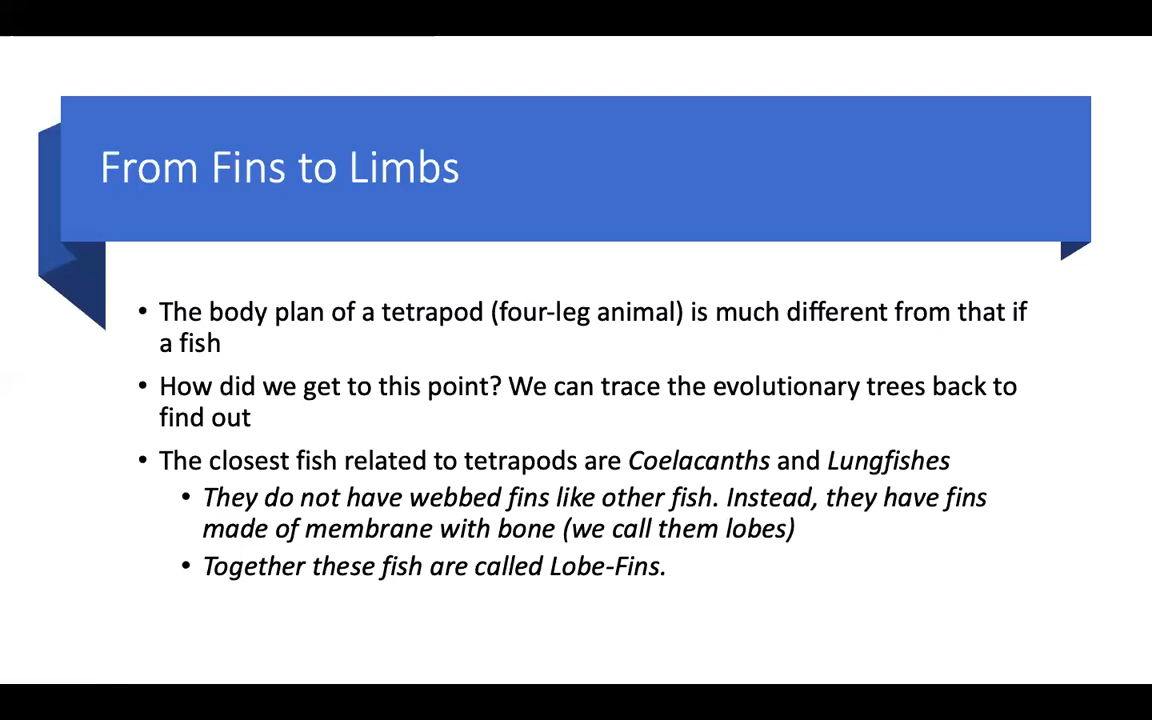 From Fins to Limbs
• The body plan of a tetrapod (four-leg animal) is much different from that if
a fish
• How did we get to this point? We can trace the evolutionary trees back to
find out
• The closest fish related to tetrapods are Coelacanths and Lungfishes
• They do not have webbed fins like other fish. Instead, they have fins
made of membrane with bone (we call them lobes)
• Together these fish are called Lobe-Fins.